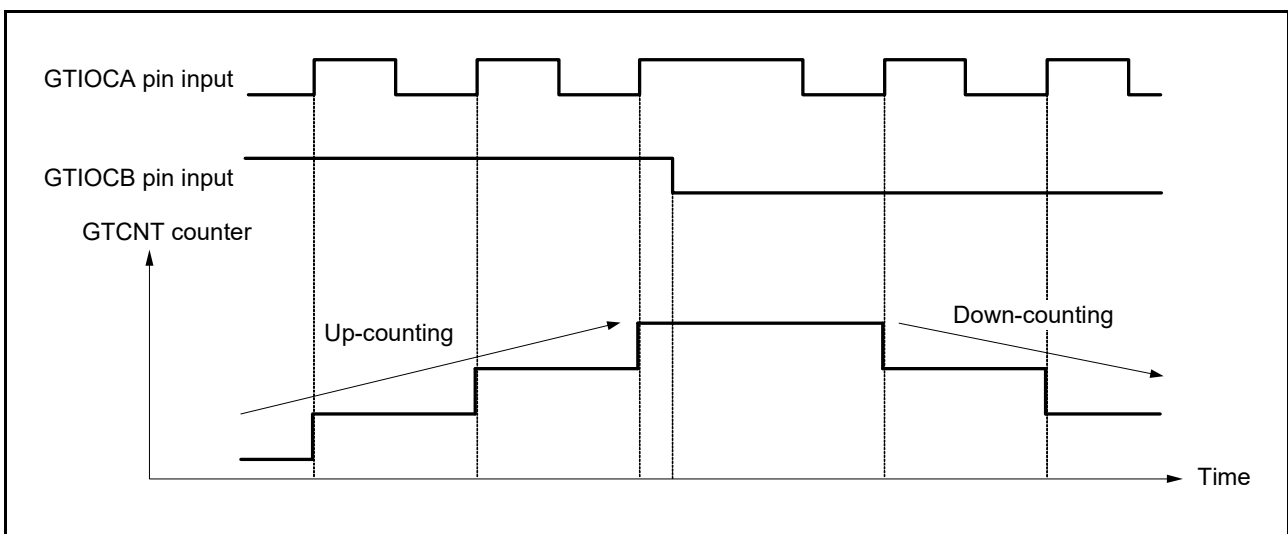 GTIOCA pin input
GTIOCB pin input
GTCNT counter
Up-counting
Down-counting
Time